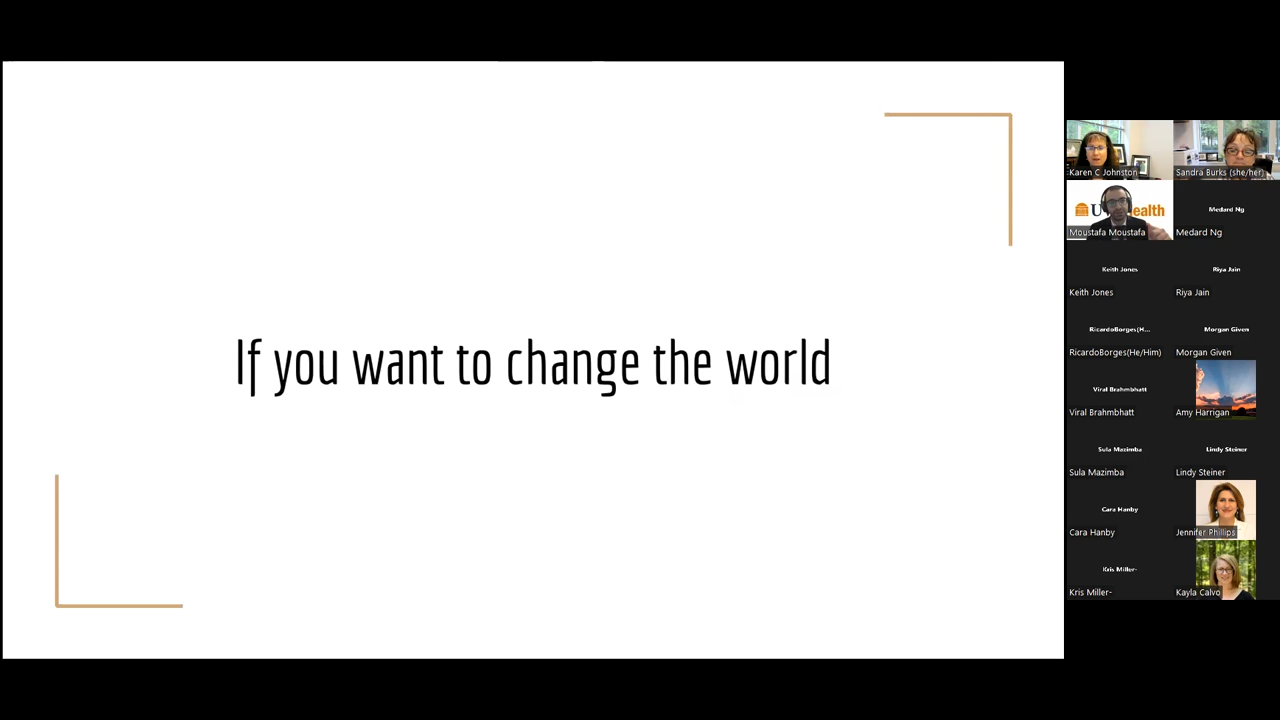 If you want to change the world
Karen C Johnston
Sandra Burks (she/her)
Moustafa Moustafa
Medard Ng
Medard Ng
Keith Jones
Riya Jain
Keith Jones
Riya Jain
RicardoBorges(H...
Morgan Given
RicardoBorges(He/Him)
Morgan Given
Viral Brahmbhatt
Viral Brahmbhatt
Amy Harrigan
Sula Mazimba
Lindy Steiner
Sula Mazimba
Lindy Steiner
Cara Hanby
Cara Hanby
Jennifer Phillips
Kris Miller-
Kris Miller-
Kayla Calvo